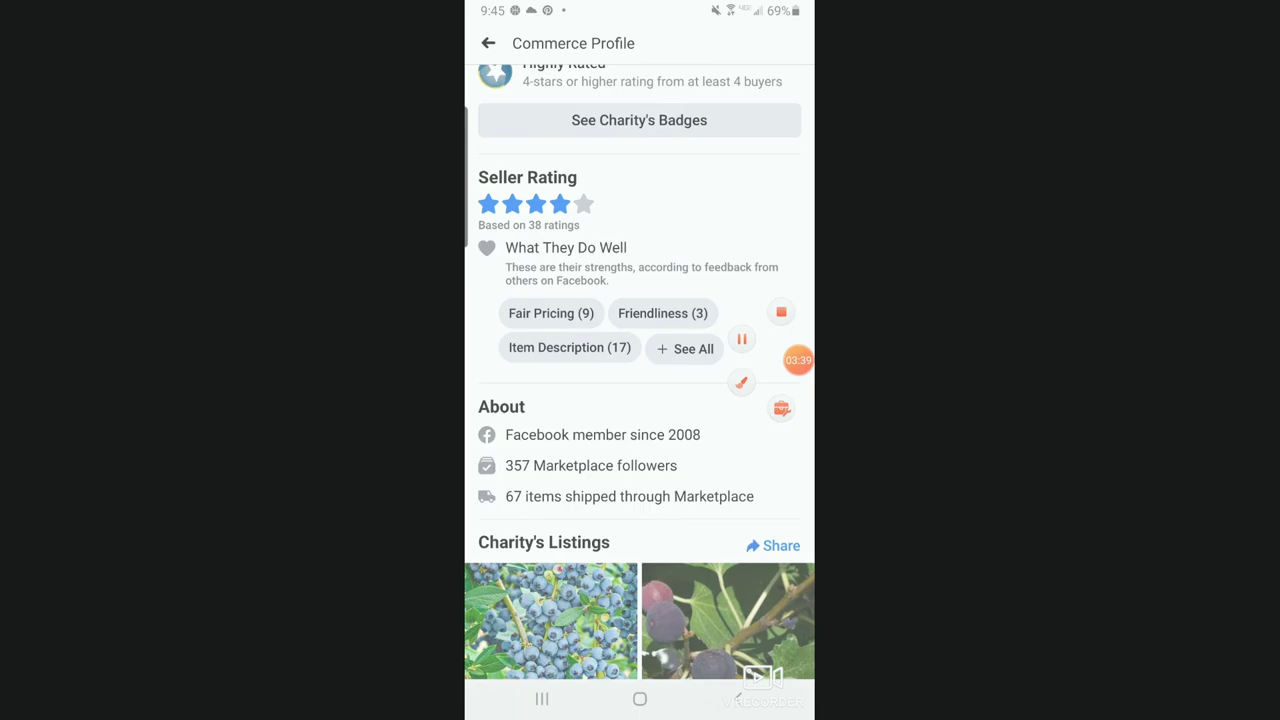 9:45
69%
Commerce Profile
Highly Rated
4-stars or higher rating from at least 4 buyers
See Charity's Badges
Seller Rating
Based on 38 ratings
What They Do Well
These are their strengths, according to feedback from
others on Facebook.
Fair Pricing (9) Friendliness (3)
Item Description (17) + See All
03:39
About
Facebook member since 2008
357 Marketplace followers
67 items shipped through Marketplace
Charity's Listings Share
RECORDER